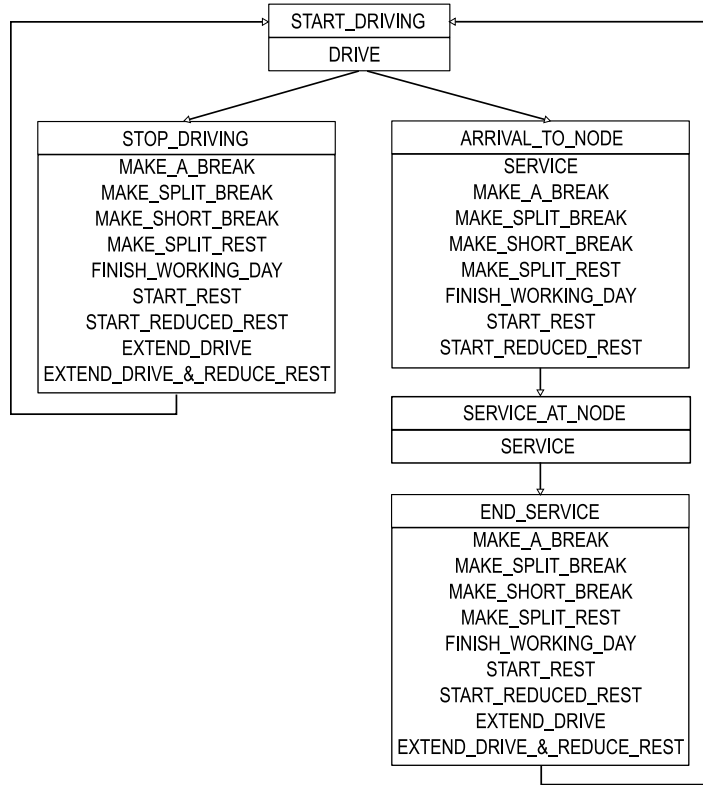 START_DRIVING
DRIVE
STOP_DRIVING
MAKE_A_BREAK
MAKE_SPLIT_BREAK
MAKE_SHORT_BREAK
MAKE_SPLIT_REST
FINISH_WORKING_DAY
START_REST
START_REDUCED_REST
EXTEND_DRIVE
EXTEND_DRIVE_&_REDUCE_REST
ARRIVAL_TO_NODE
SERVICE
MAKE_A_BREAK
MAKE_SPLIT_BREAK
MAKE_SHORT_BREAK
MAKE_SPLIT_REST
FINISH_WORKING_DAY
START_REST
START_REDUCED_REST
SERVICE_AT_NODE
SERVICE
END_SERVICE
MAKE_A_BREAK
MAKE_SPLIT_BREAK
MAKE_SHORT_BREAK
MAKE_SPLIT_REST
FINISH_WORKING_DAY
START_REST
START_REDUCED_REST
EXTEND_DRIVE
EXTEND_DRIVE_&_REDUCE_REST